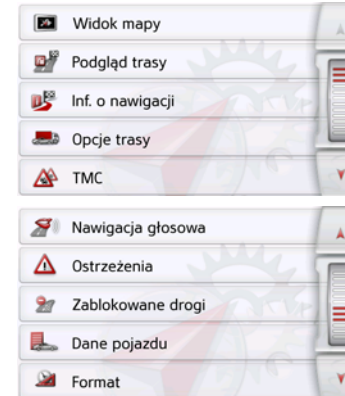 Widok mapy
Podgląd trasy
Inf. o nawigacji
Opcje trasy
TMC
Nawigacja głosowa
Ostrzeżenia
Zablokowane drogi
Dane pojazdu
Format